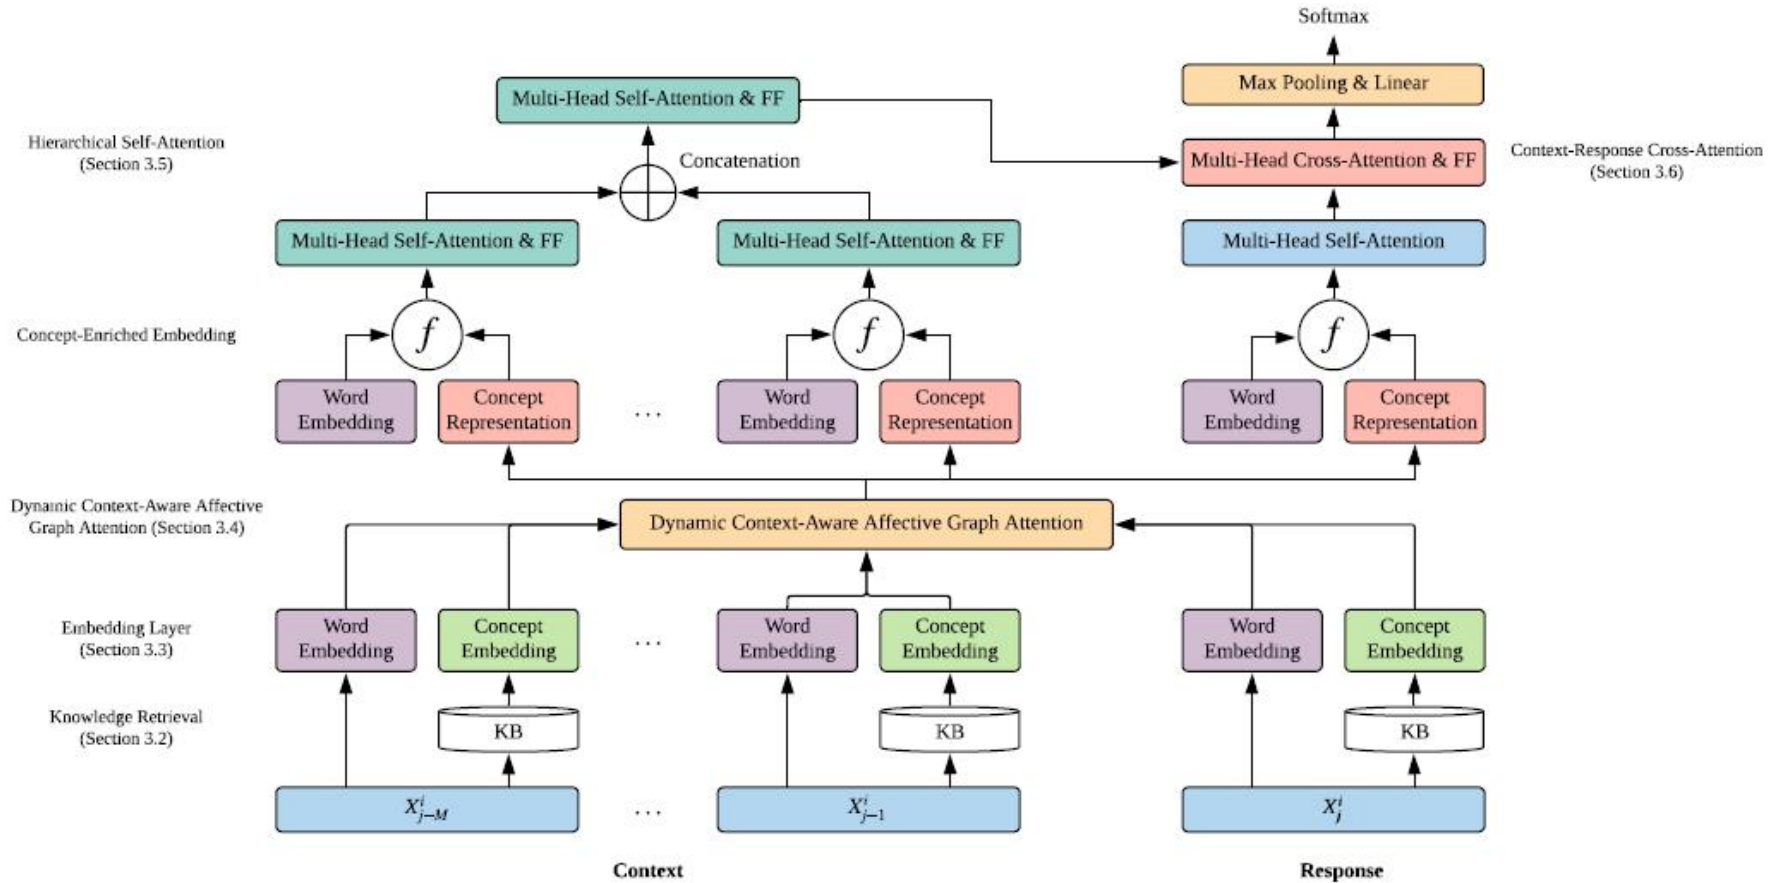 Softmax
Max Pooling & Linear
Multi-Head Self-Attention & FF
Hierarchical Self-Attention
(Section 3.5)
Concatenation
Multi-Head Cross-Attention & FF
Context-Response Cross-Attention
(Section 3.6)
Multi-Head Self-Attention & FF
Multi-Head Self-Attention & FF
Multi-Head Self-Attention
Concept-Enriched Embedding
f
f
f
Word
Embedding
Concept
Representation
...
Word
Embedding
Concept
Representation
Word
Embedding
Concept
Representation
Dynamic Context-Aware Affective
Graph Attention (Section 3.4)
Dynamic Context-Aware Affective Graph Attention
Embedding Layer
(Section 3.3)
Word
Embedding
Concept
Embedding
...
Word
Embedding
Concept
Embedding
Word
Embedding
Concept
Embedding
Knowledge Retrieval
(Section 3.2)
KB
KB
KB
X^i_{j-M}
...
X^i_{j-1}
X^i_j
Context
Response